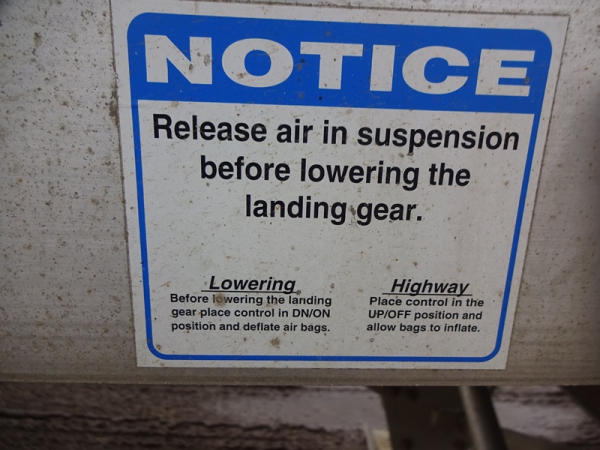 NOTICE
Release air in suspension
before lowering the
landing gear.
Lowering
Before lowering the landing
gear place control in DN/ON
position and deflate air bags.
Highway
Place control in the
UP/OFF position and
allow bags to inflate.